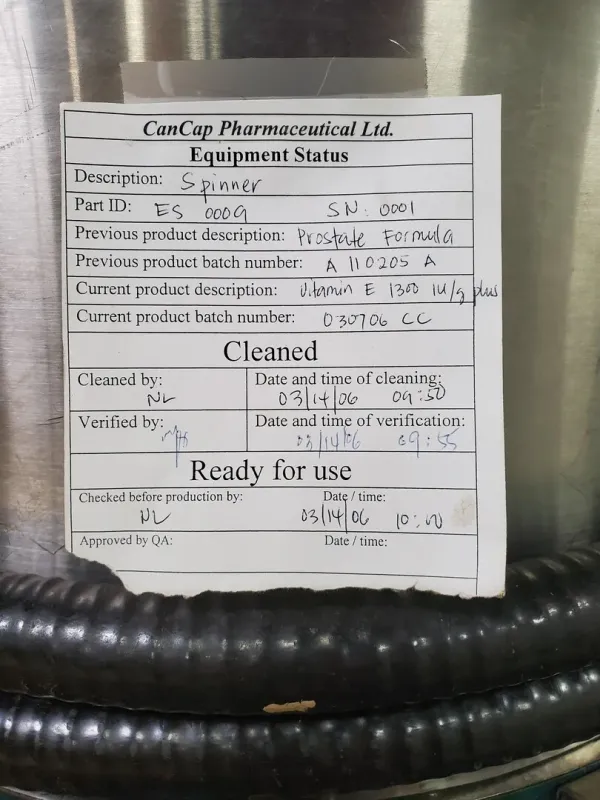 CanCap Pharmaceutical Ltd.
Equipment Status
Description: Spinner
Part ID: ES 0009 SN: 0001
Previous product description: Prostate Formula
Previous product batch number: A 110205 A
Current product description: Vitamin E 1300 IU/g plus
Current product batch number: 030706 CC
Cleaned
Cleaned by: Date and time of cleaning:
NL 03/14/06 09:50
Verified by: Date and time of verification:
03/14/06 09:55
Ready for use
Checked before production by: Date / time:
NL 03/14/06 10:00
Approved by QA: Date / time: